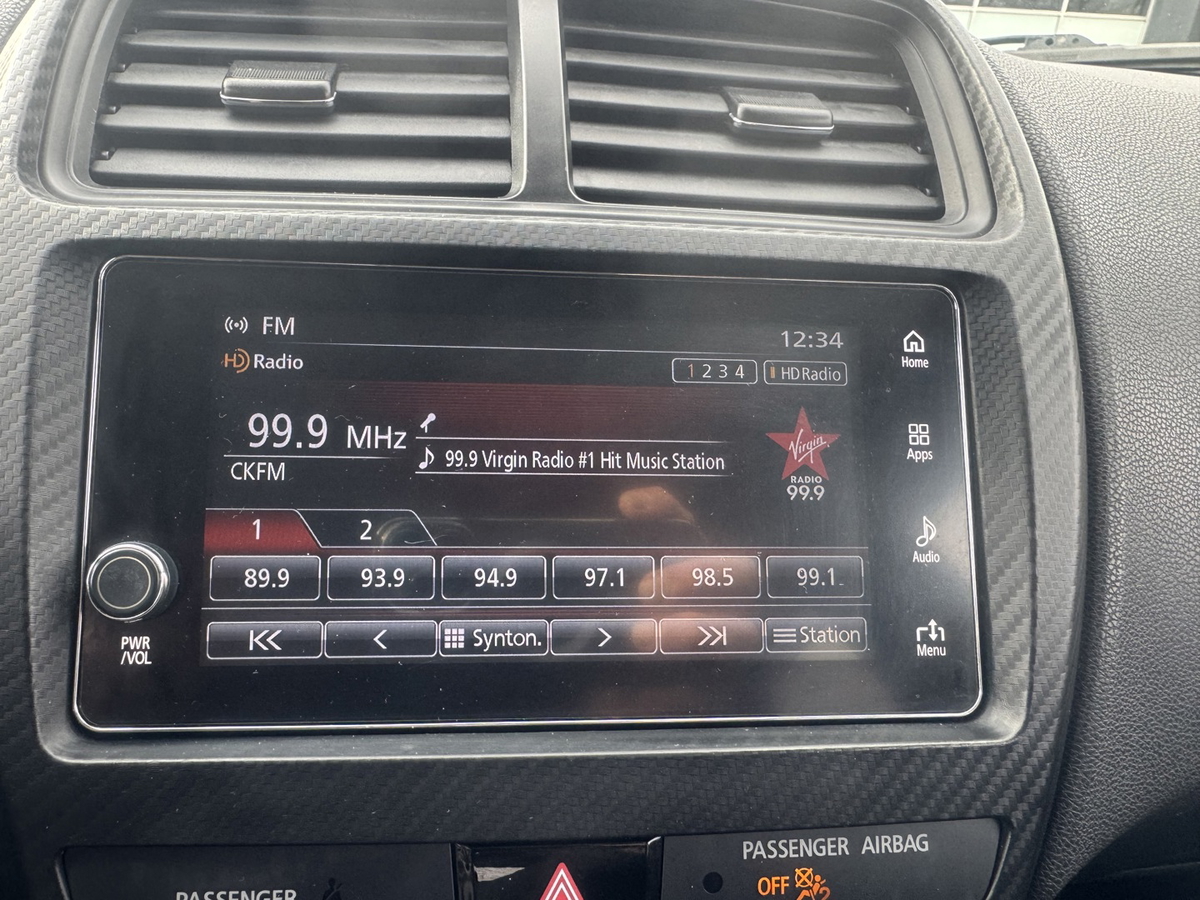 FM
12:34
HD Radio
1 2 3 4
HD Radio
99.9 MHz
CKFM
99.9 Virgin Radio #1 Hit Music Station
Virgin
RADIO
99.9
1
2
89.9
93.9
94.9
97.1
98.5
99.1
Synton.
Station
Home
Apps
Audio
Menu
PWR
/VOL
PASSENGER
PASSENGER AIRBAG
OFF